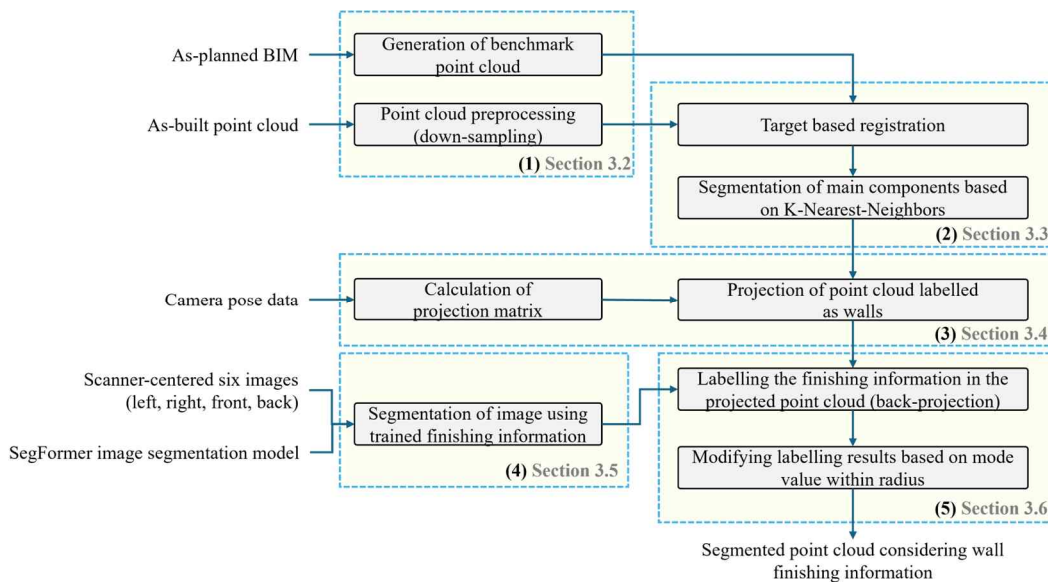 As-planned BIM
Generation of benchmark
point cloud
As-built point cloud
Point cloud preprocessing
(down-sampling)
(1) Section 3.2
Target based registration
Segmentation of main components based
on K-Nearest-Neighbors
(2) Section 3.3
Camera pose data
Calculation of
projection matrix
Projection of point cloud labelled
as walls
(3) Section 3.4
Scanner-centered six images
(left, right, front, back)
SegFormer image segmentation model
Segmentation of image using
trained finishing information
(4) Section 3.5
Labelling the finishing information in the
projected point cloud (back-projection)
Modifying labelling results based on mode
value within radius
(5) Section 3.6
Segmented point cloud considering wall
finishing information